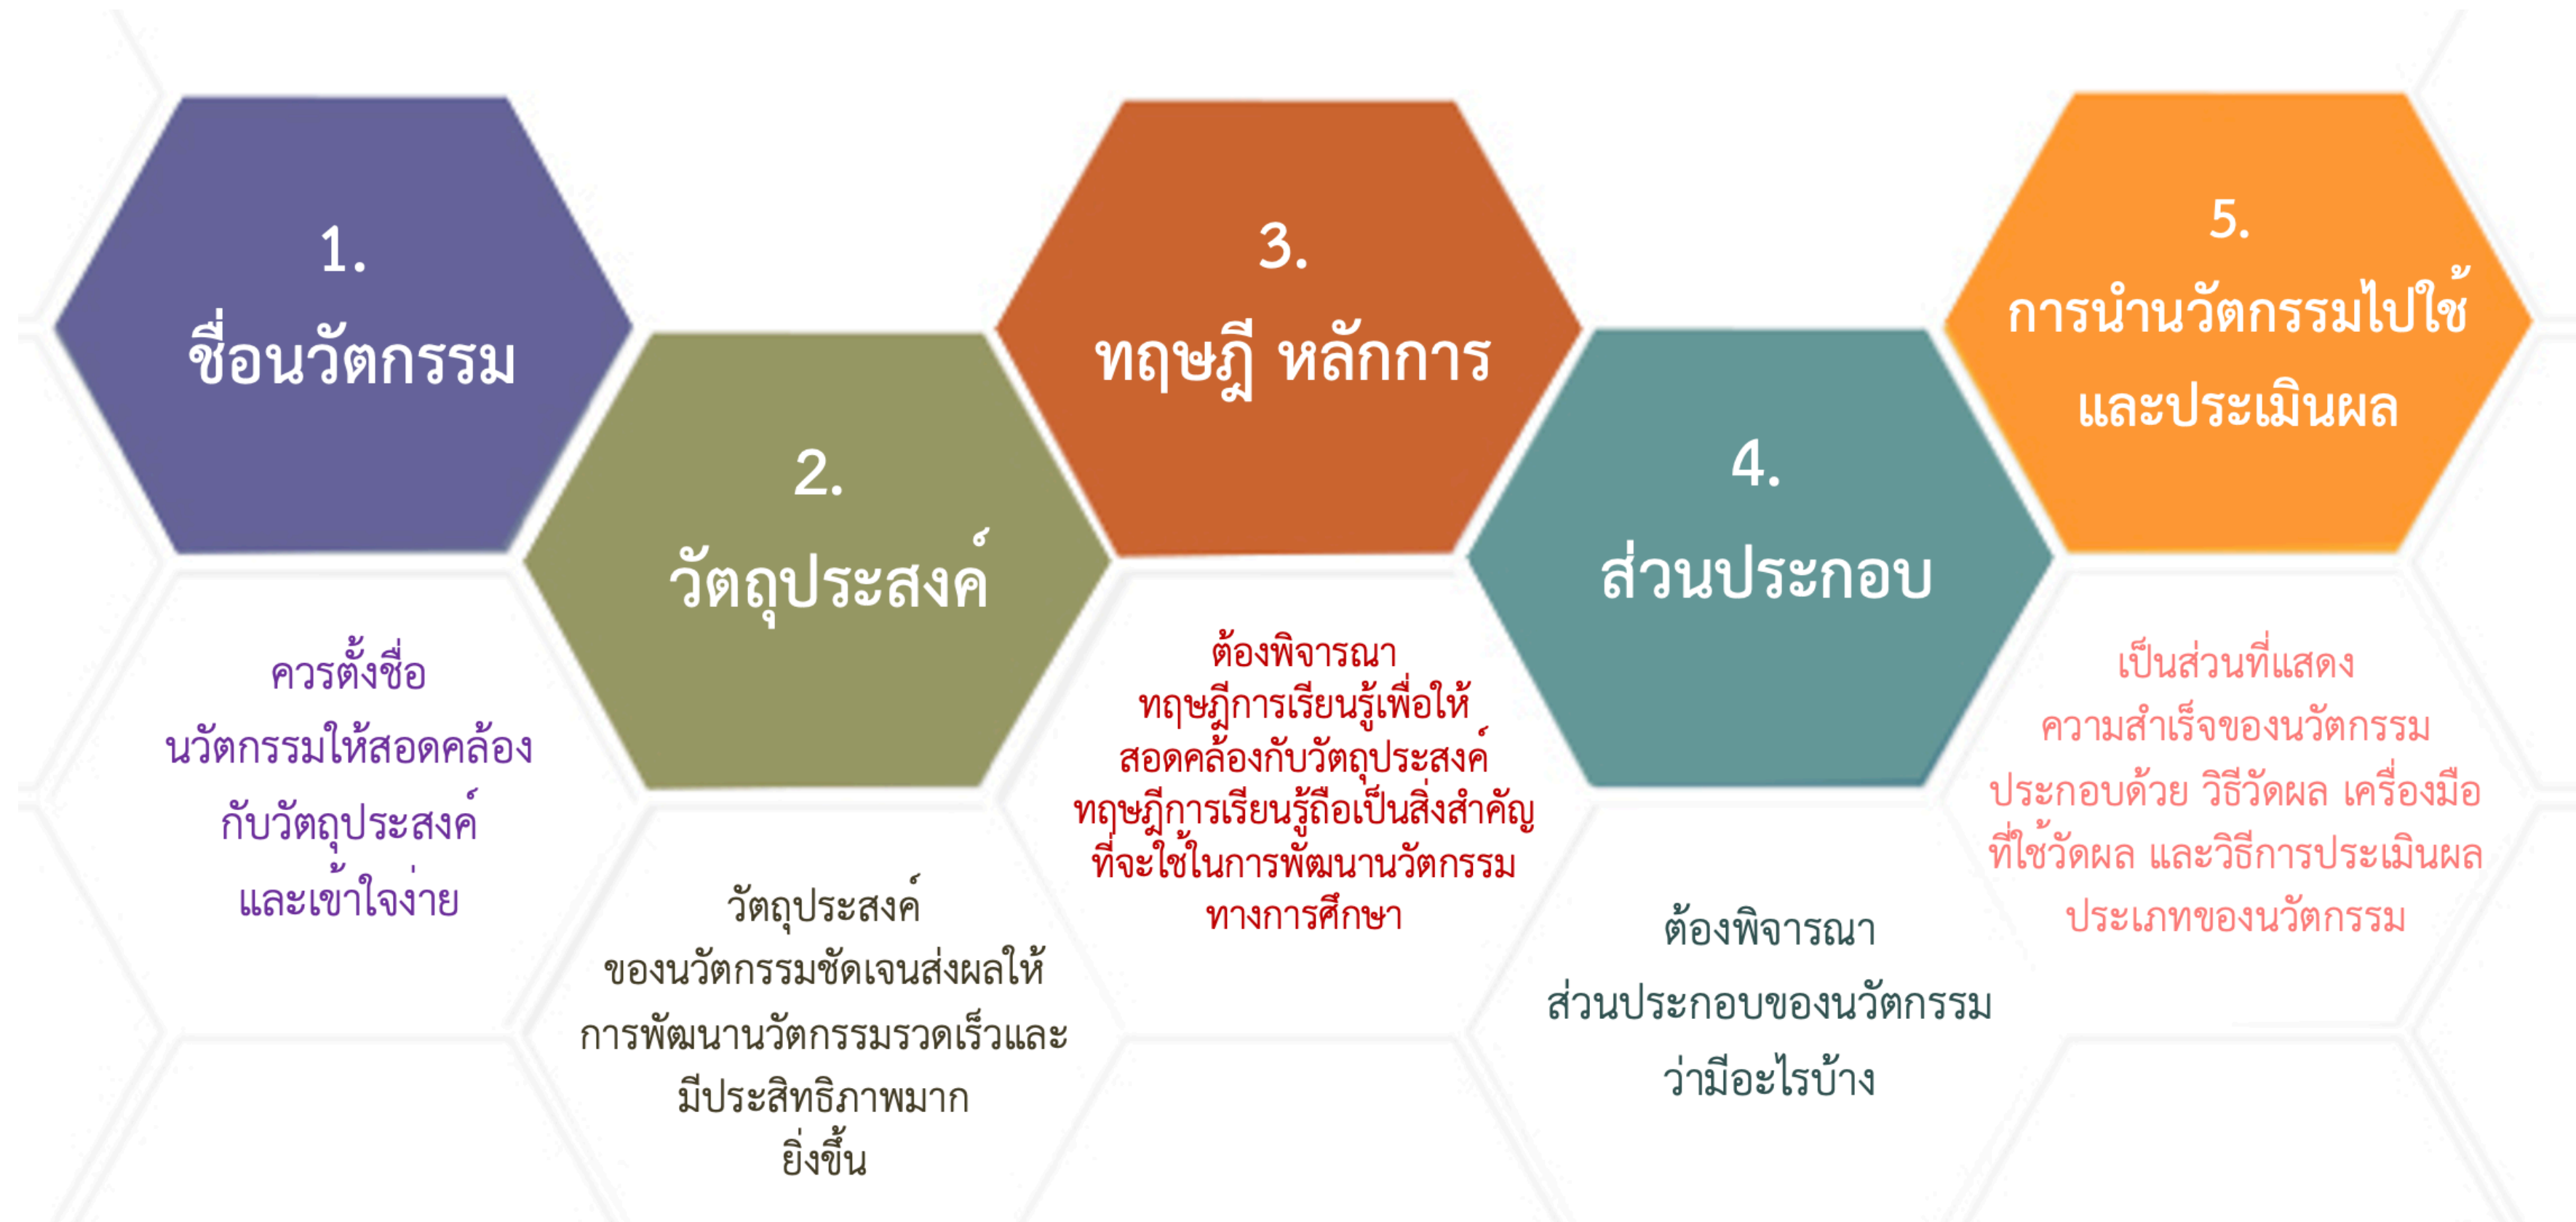 1.
ชื่อนวัตกรรม
ควรตั้งชื่อ
นวัตกรรมให้สอดคล้อง
กับวัตถุประสงค์
และเข้าใจง่าย
2.
วัตถุประสงค์
วัตถุประสงค์
ของนวัตกรรมชัดเจนส่งผลให้
การพัฒนานวัตกรรมรวดเร็วและ
มีประสิทธิภาพมาก
ยิ่งขึ้น
3.
ทฤษฎี หลักการ
ต้องพิจารณา
ทฤษฎีการเรียนรู้เพื่อให้
สอดคล้องกับวัตถุประสงค์
ทฤษฎีการเรียนรู้ถือเป็นสิ่งสำคัญ
ที่จะใช้ในการพัฒนานวัตกรรม
ทางการศึกษา
4.
ส่วนประกอบ
ต้องพิจารณา
ส่วนประกอบของนวัตกรรม
ว่ามีอะไรบ้าง
5.
การนำนวัตกรรมไปใช้
และประเมินผล
เป็นส่วนที่แสดง
ความสำเร็จของนวัตกรรม
ประกอบด้วย วิธีวัดผล เครื่องมือ
ที่ใช้วัดผล และวิธีการประเมินผล
ประเภทของนวัตกรรม